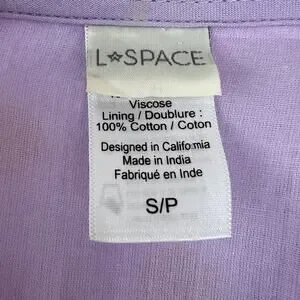 L☆SPACE
Viscose
Lining / Doublure :
100% Cotton / Coton
Designed in California
Made in India
Fabriqué en Inde
S/P